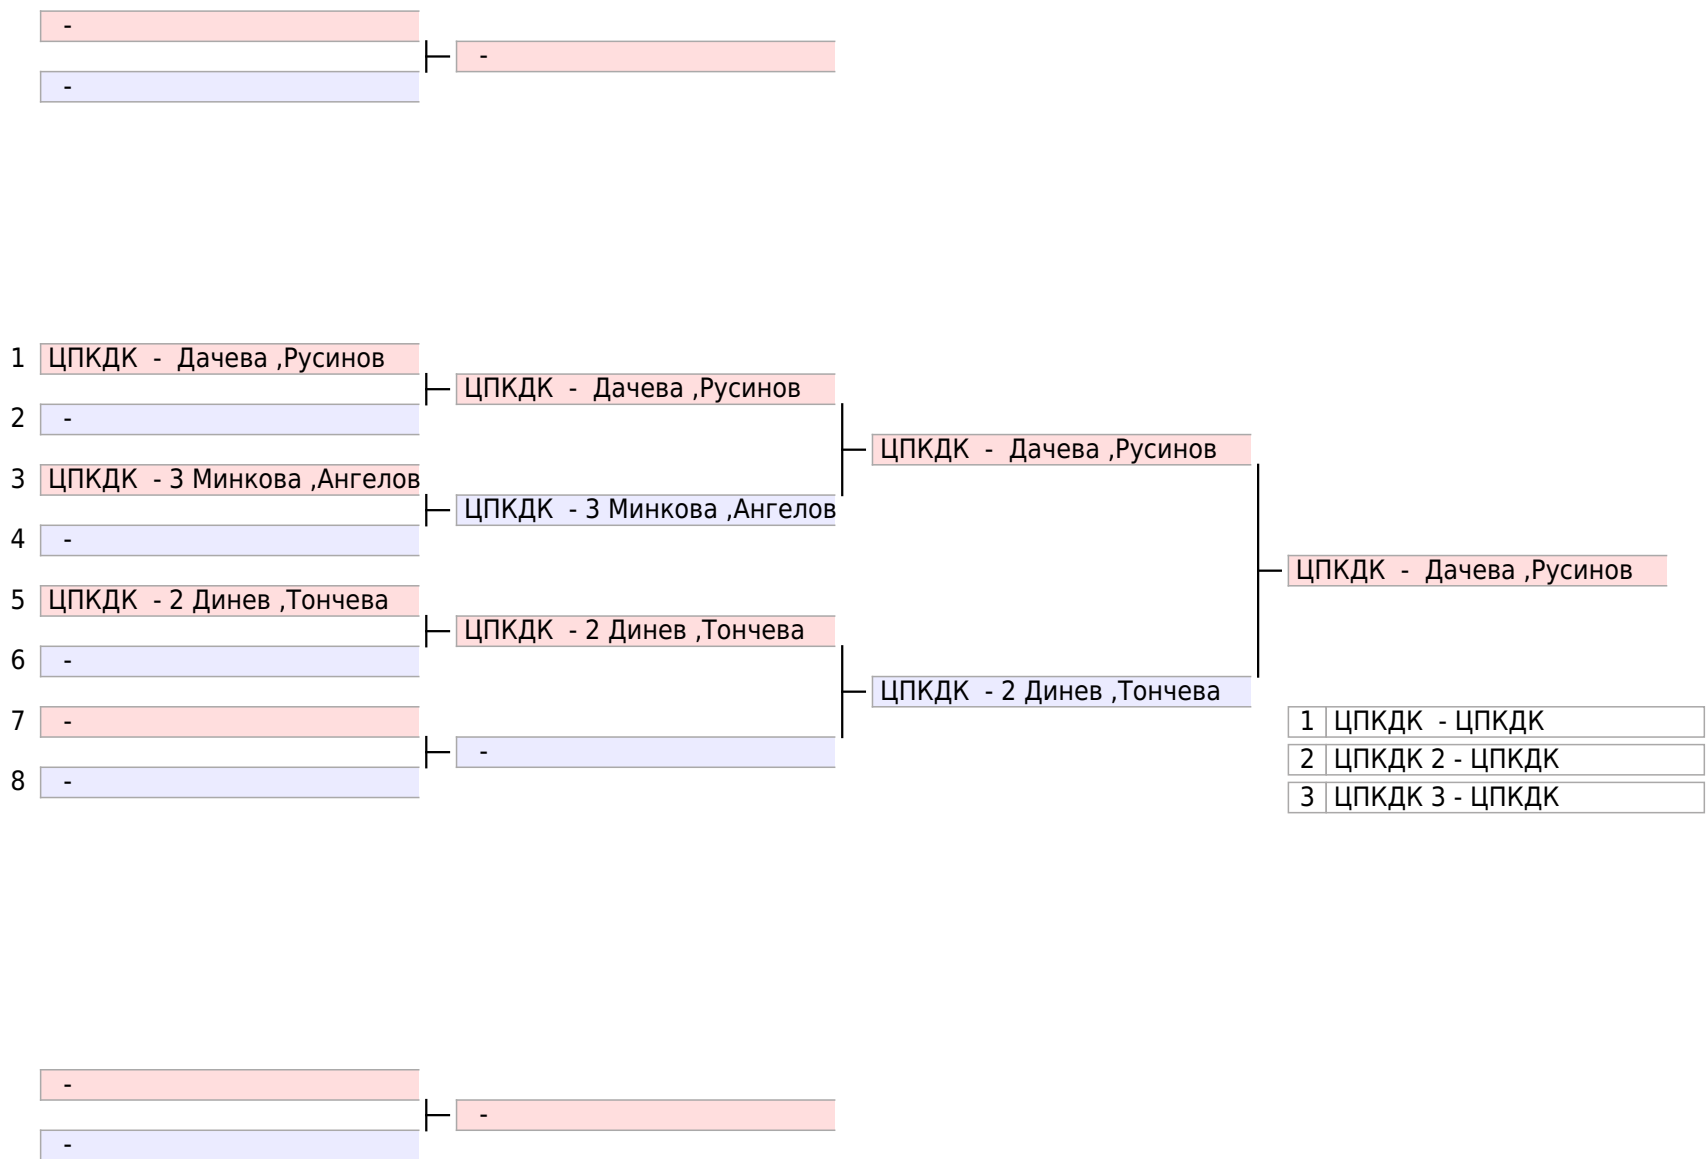 -
-
-
1 ЦПКДК - Дачева ,Русинов
ЦПКДК - Дачева ,Русинов
2 -
ЦПКДК - Дачева ,Русинов
3 ЦПКДК - 3 Минкова ,Ангелов
ЦПКДК - 3 Минкова ,Ангелов
4 -
ЦПКДК - Дачева ,Русинов
5 ЦПКДК - 2 Динев ,Тончева
ЦПКДК - 2 Динев ,Тончева
6 -
ЦПКДК - 2 Динев ,Тончева
7 -
1 ЦПКДК - ЦПКДК
-
2 ЦПКДК 2 - ЦПКДК
8 -
3 ЦПКДК 3 - ЦПКДК
-
-
-